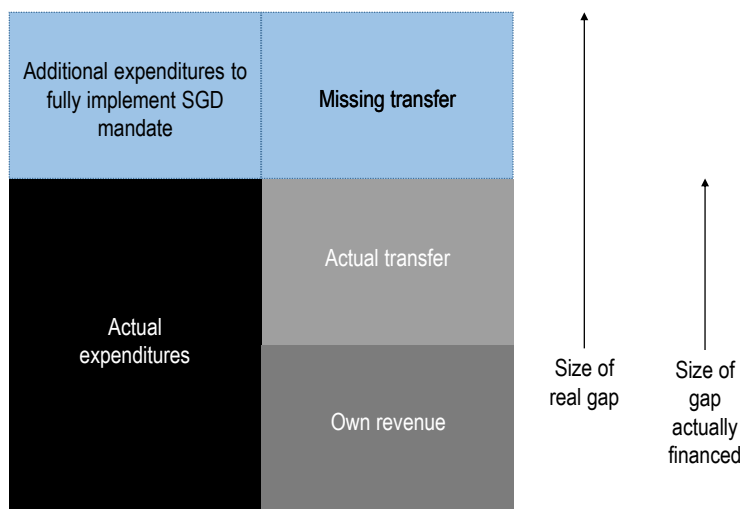 Additional expenditures to
fully implement SGD
mandate
Missing transfer
Actual transfer
Actual
expenditures
Own revenue
Size of
real gap
Size of
gap
actually
financed